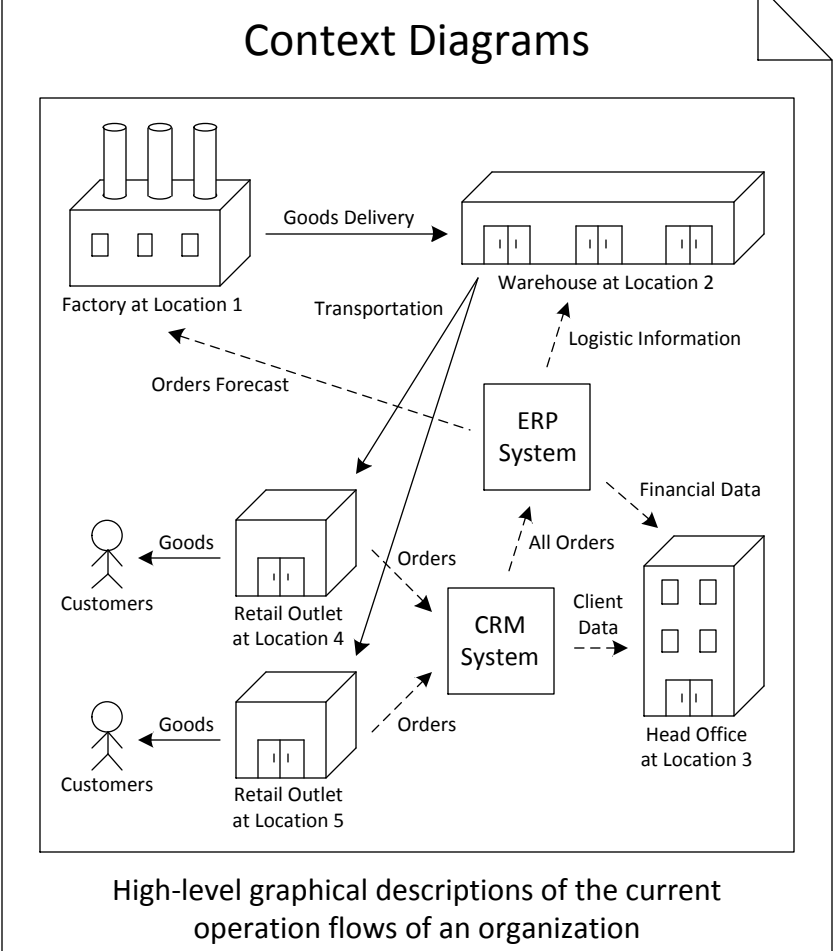 Context Diagrams
Goods Delivery
Factory at Location 1
Warehouse at Location 2
Transportation
Logistic Information
Orders Forecast
ERP
System
Financial Data
Goods
Orders
All Orders
Customers
Retail Outlet
at Location 4
CRM
System
Client
Data
Goods
Orders
Head Office
at Location 3
Customers
Retail Outlet
at Location 5
High-level graphical descriptions of the current
operation flows of an organization